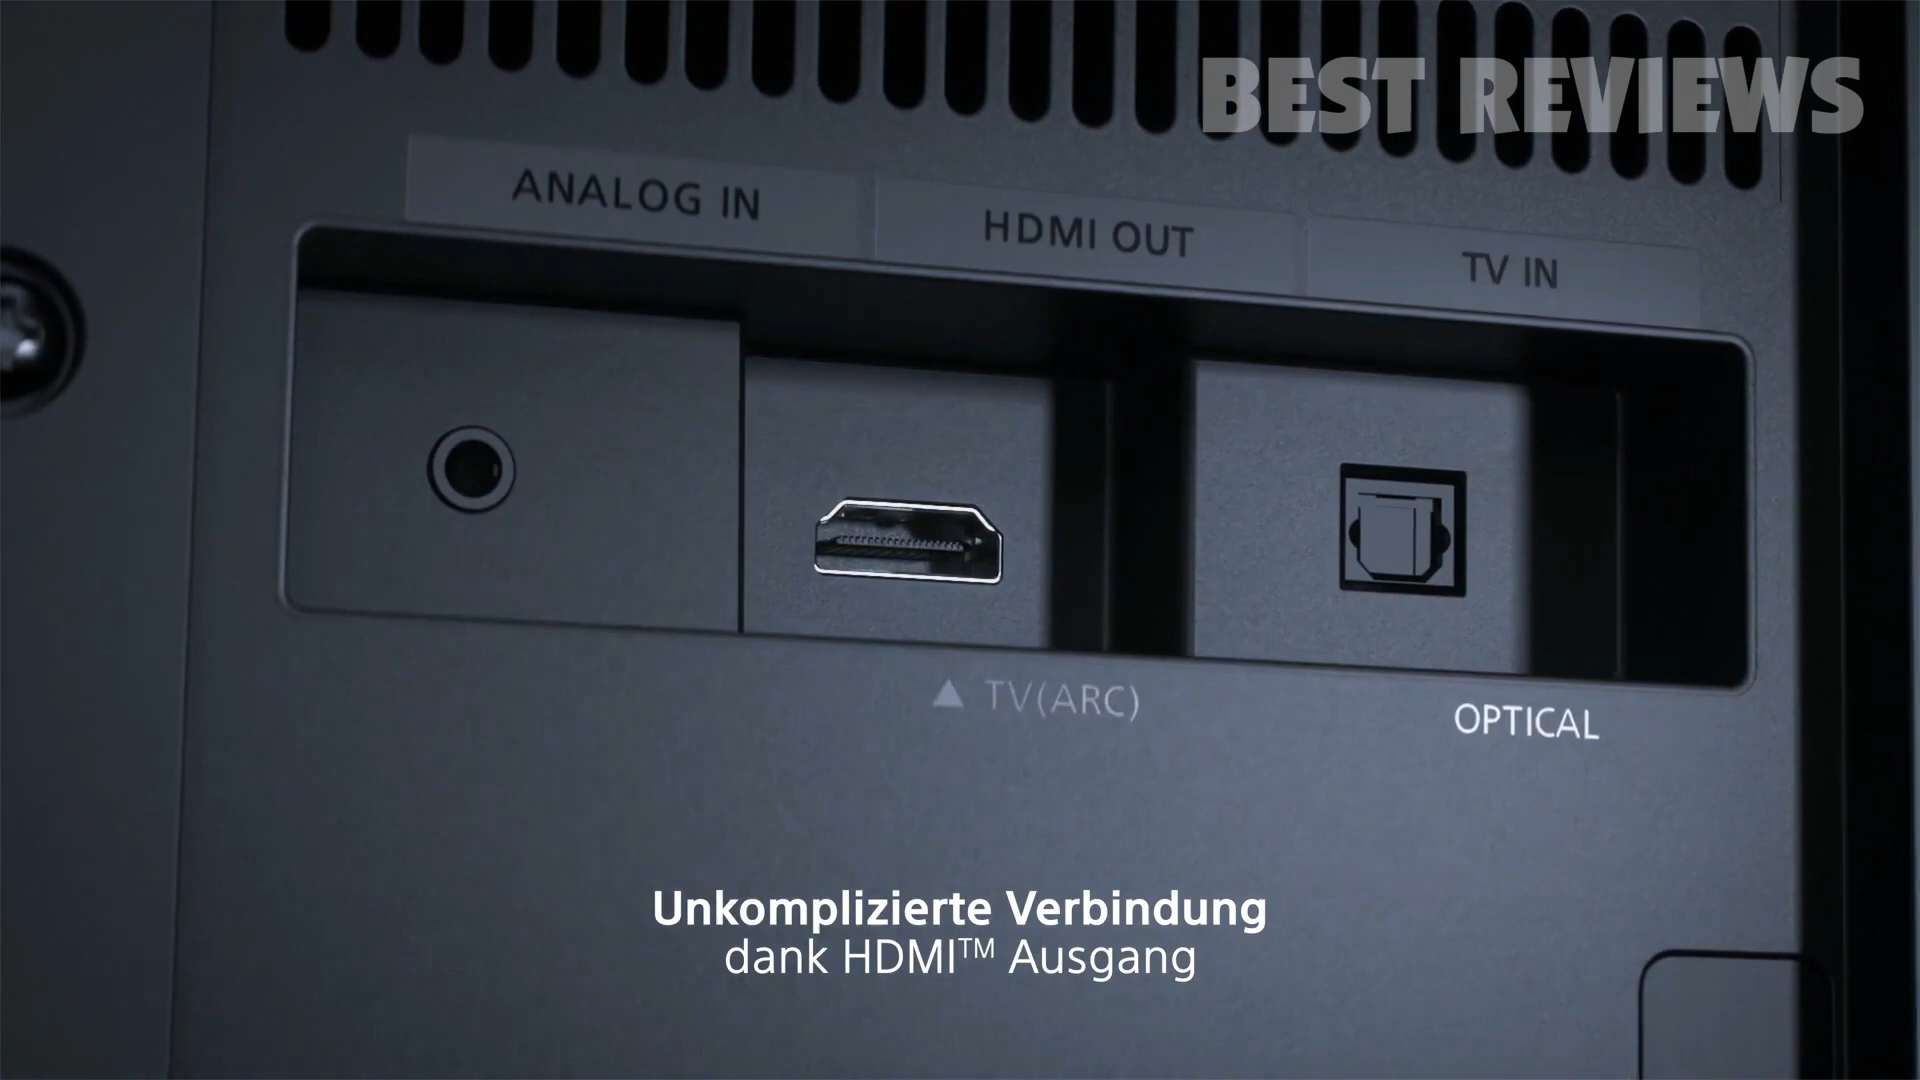 BEST REVIEWS
ANALOG IN
HDMI OUT
TV IN
▲ TV(ARC)
OPTICAL
Unkomplizierte Verbindung
dank HDMI™ Ausgang